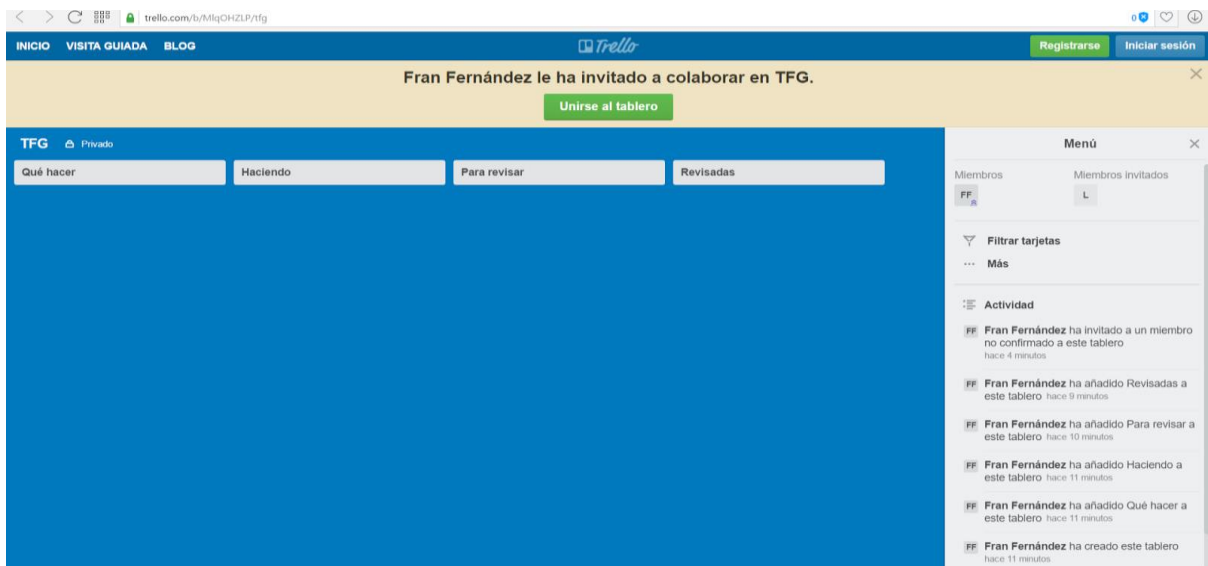 trello.com/b/MlqOHZLP/tfg
0
INICIO VISITA GUIADA BLOG
Trello
Registrarse Iniciar sesión
Fran Fernández le ha invitado a colaborar en TFG.
Unirse al tablero
TFG Privado
Qué hacer Haciendo Para revisar Revisadas
Menú
Miembros Miembros invitados
FF L
Filtrar tarjetas
Más
Actividad
FF Fran Fernández ha invitado a un miembro
no confirmado a este tablero
hace 4 minutos
FF Fran Fernández ha añadido Revisadas a
este tablero hace 9 minutos
FF Fran Fernández ha añadido Para revisar a
este tablero hace 10 minutos
FF Fran Fernández ha añadido Haciendo a
este tablero hace 11 minutos
FF Fran Fernández ha añadido Qué hacer a
este tablero hace 11 minutos
FF Fran Fernández ha creado este tablero
hace 11 minutos